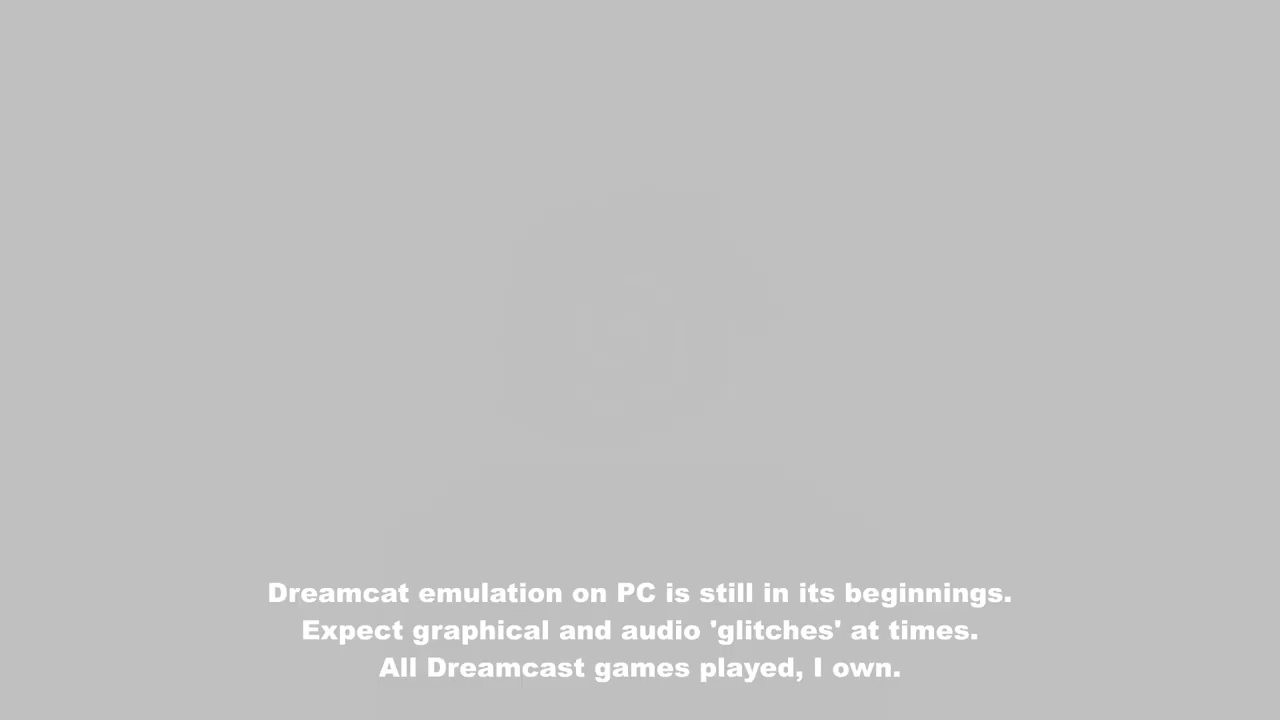 Dreamcat emulation on PC is still in its beginnings.
Expect graphical and audio 'glitches' at times.
All Dreamcast games played, I own.